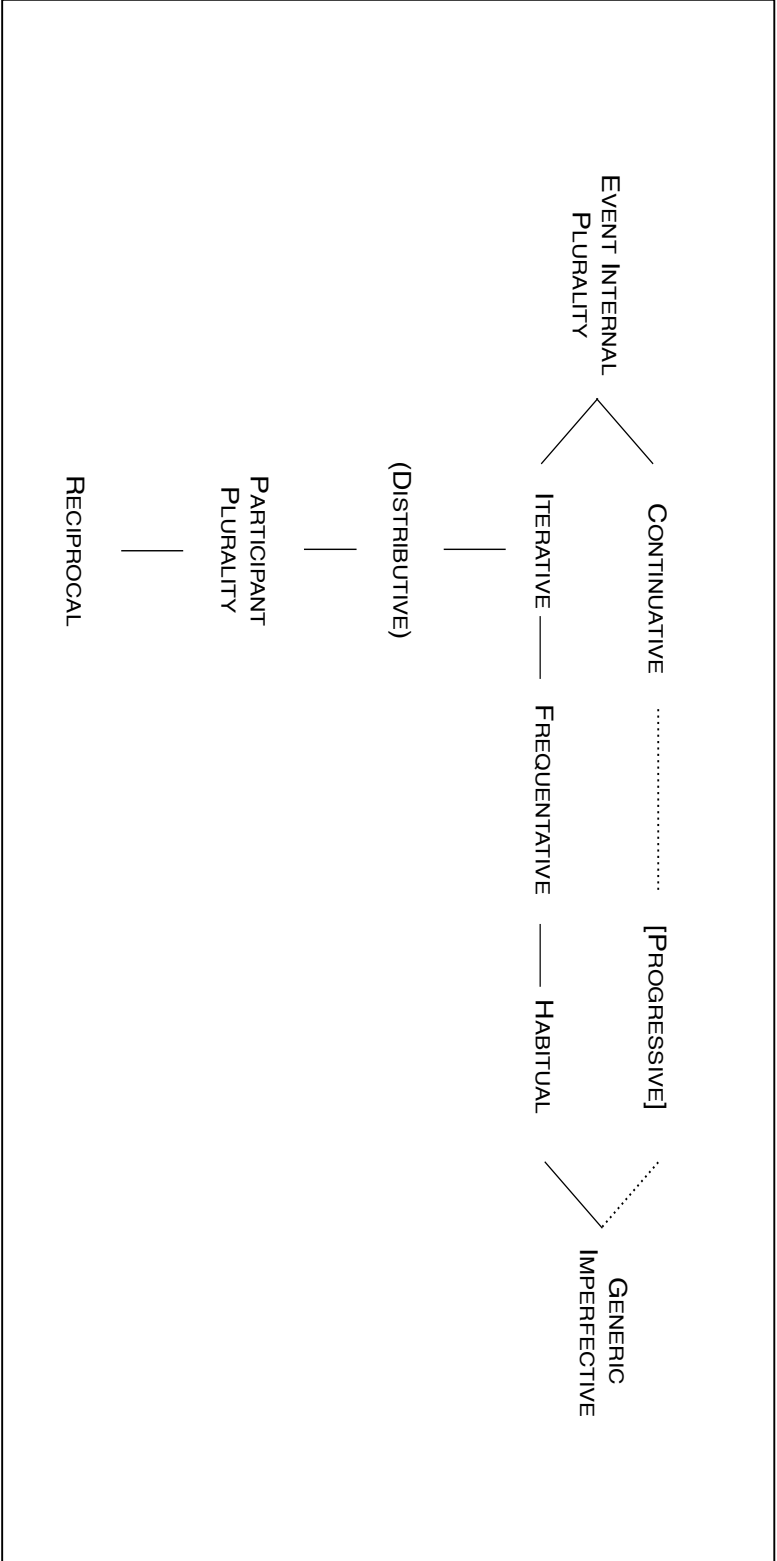 CONTINUATIVE
[PROGRESSIVE]
EVENT INTERNAL
PLURALITY
GENERIC
IMPERFECTIVE
ITERATIVE
FREQUENTATIVE
HABITUAL
(DISTRIBUTIVE)
PARTICIPANT
PLURALITY
RECIPROCAL